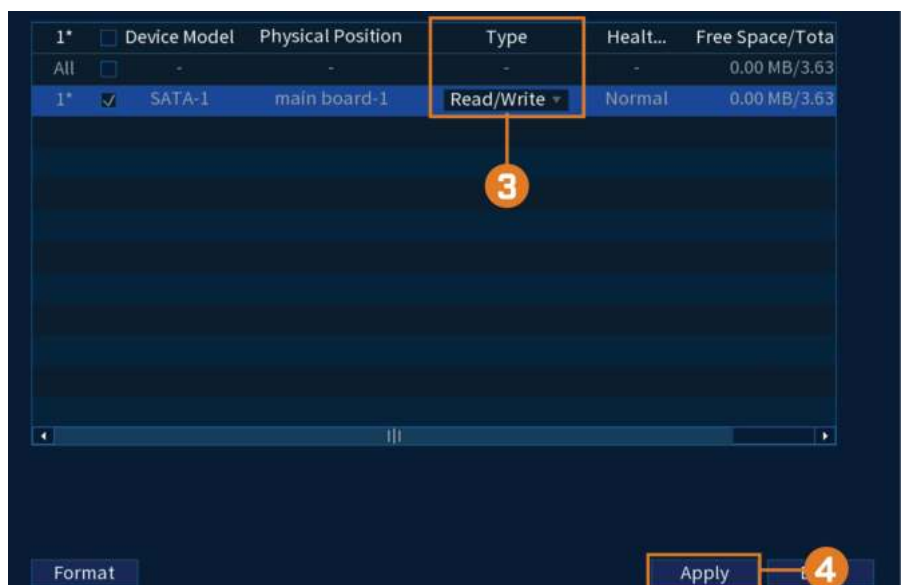 1* Device Model Physical Position Type Healt... Free Space/Tota
All - - - - 0.00 MB/3.63
1* SATA-1 main board-1 Read/Write Normal 0.00 MB/3.63
3
Format Apply 4